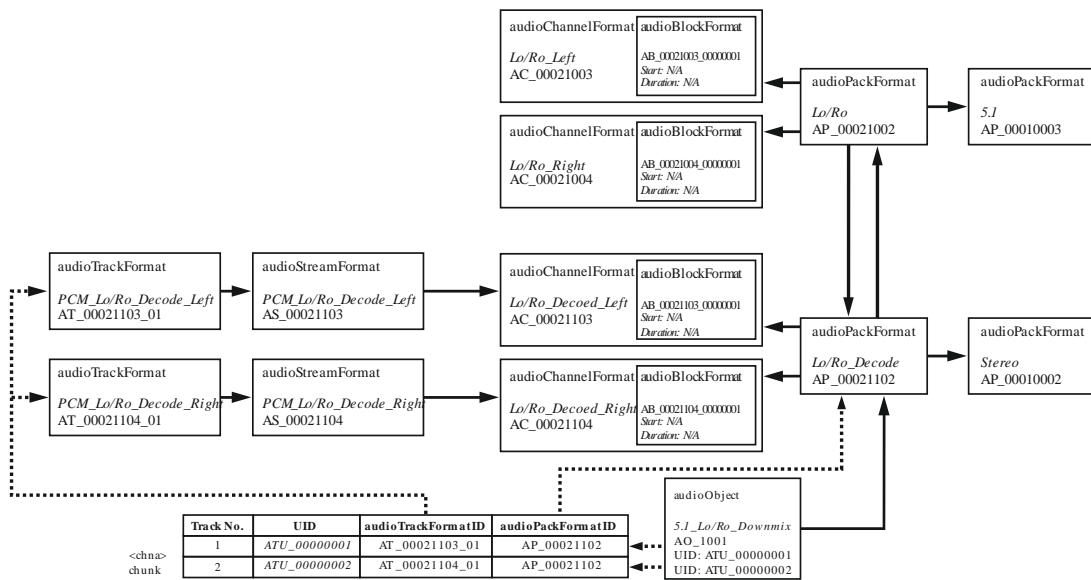 audioChannelFormat
Lo/Ro_Left
AC_00021003
audioBlockFormat
AB_00021003_00000001
Start: N/A
Duration: N/A
audioPackFormat
Lo/Ro
AP_00021002
audioPackFormat
5.1
AP_00010003
audioChannelFormat
Lo/Ro_Right
AC_00021004
audioBlockFormat
AB_00021004_00000001
Start: N/A
Duration: N/A
audioTrackFormat
PCM_Lo/Ro_Decode_Left
AT_00021103_01
audioStreamFormat
PCM_Lo/Ro_Decode_Left
AS_00021103
audioChannelFormat
Lo/Ro_Decoed_Left
AC_00021103
audioBlockFormat
AB_00021103_00000001
Start: N/A
Duration: N/A
audioPackFormat
Lo/Ro_Decode
AP_00021102
audioPackFormat
Stereo
AP_00010002
audioTrackFormat
PCM_Lo/Ro_Decode_Right
AT_00021104_01
audioStreamFormat
PCM_Lo/Ro_Decode_Right
AS_00021104
audioChannelFormat
Lo/Ro_Decoed_Right
AC_00021104
audioBlockFormat
AB_00021104_00000001
Start: N/A
Duration: N/A
audioObject
5.1_Lo/Ro_Downmix
AO_1001
UID: ATU_00000001
UID: ATU_00000002
<chna>
chunk
Track No. UID audioTrackFormatID audioPackFormatID
1 ATU_00000001 AT_00021103_01 AP_00021102
2 ATU_00000002 AT_00021104_01 AP_00021102